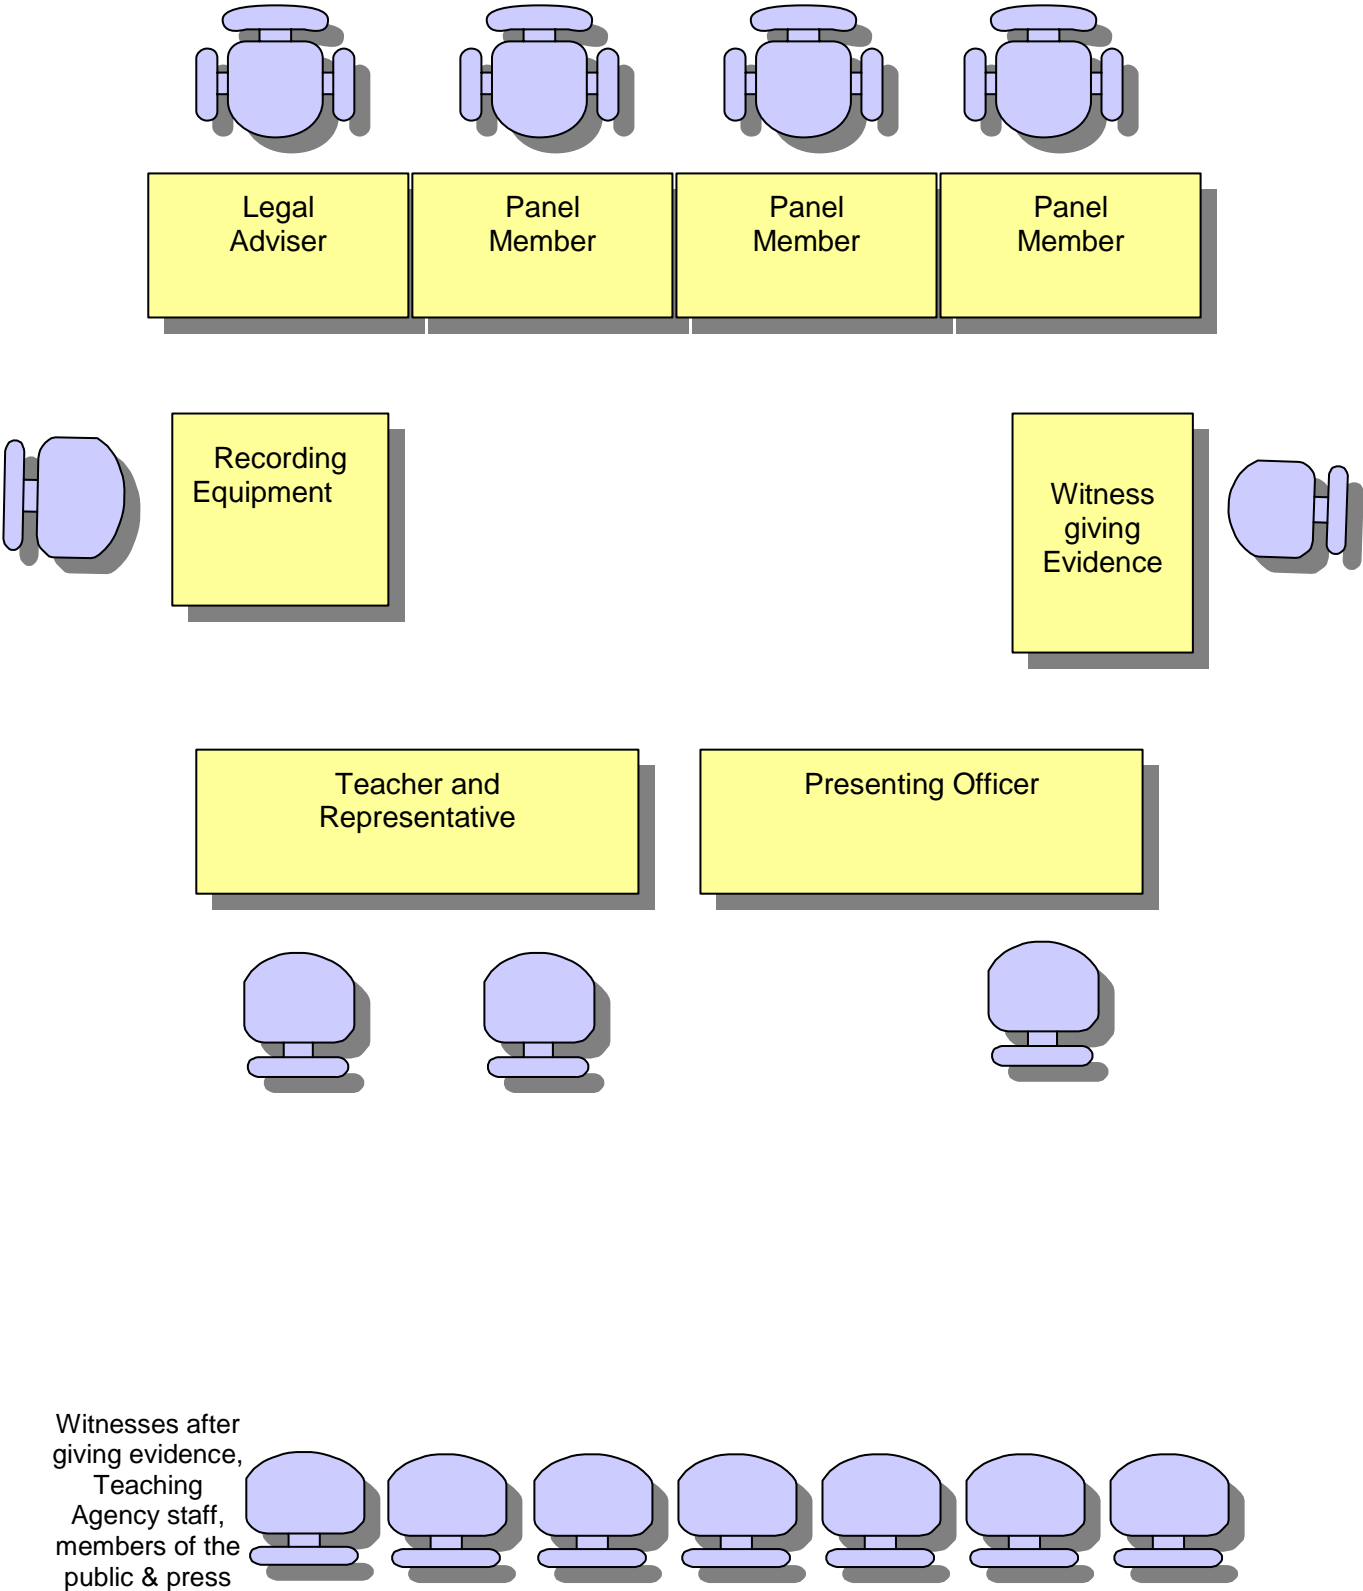 Legal
Adviser
Panel
Member
Panel
Member
Panel
Member
Recording
Equipment
Witness
giving
Evidence
Teacher and
Representative
Presenting Officer
Witnesses after
giving evidence,
Teaching
Agency staff,
members of the
public & press